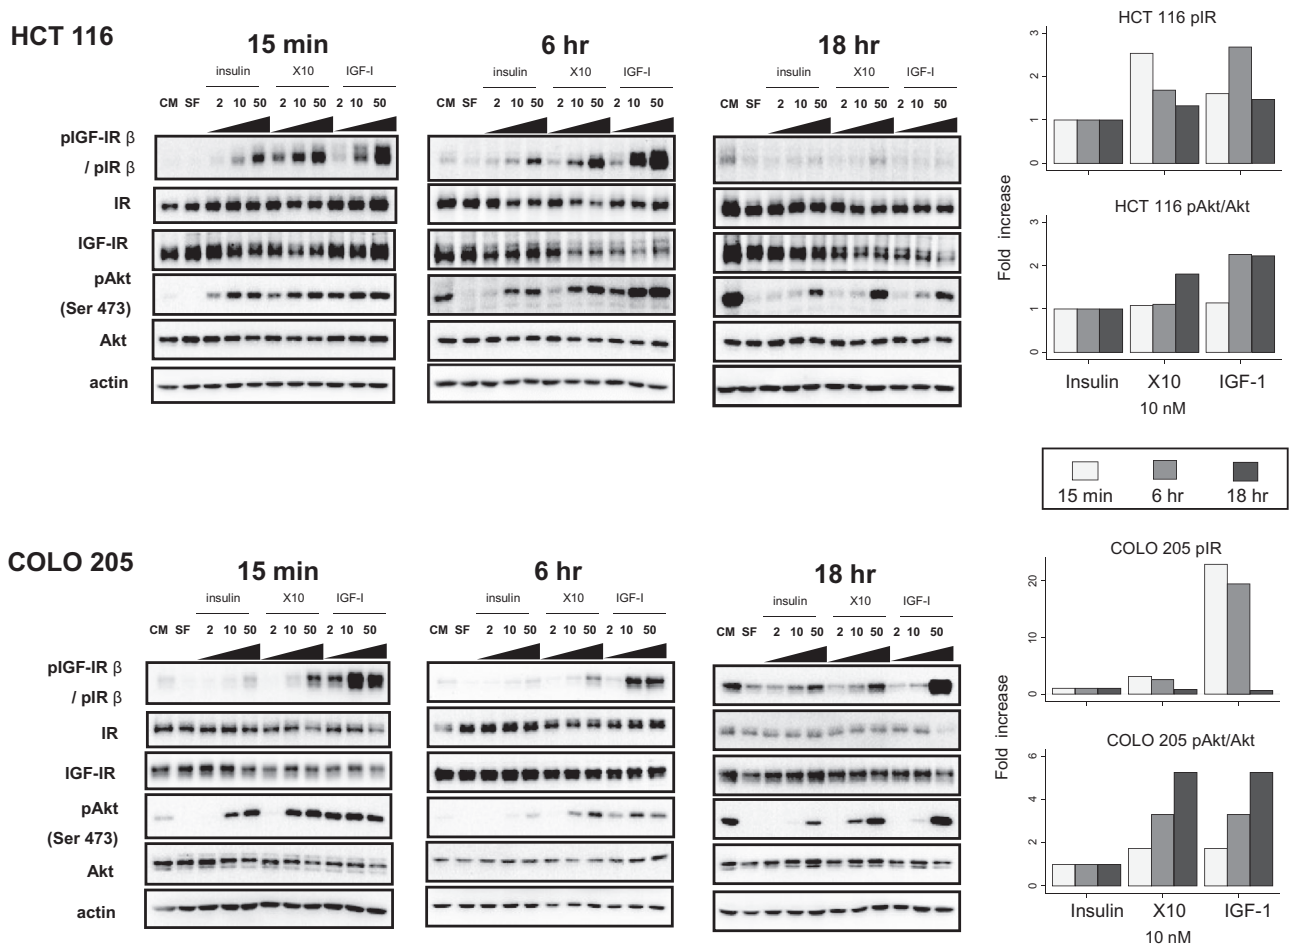 HCT 116
15 min
6 hr
18 hr
insulin X10 IGF-I
insulin X10 IGF-I
insulin X10 IGF-I
CM SF 2 10 50 2 10 50 2 10 50
CM SF 2 10 50 2 10 50 2 10 50
CM SF 2 10 50 2 10 50 2 10 50
pIGF-IR β
/ pIR β
IR
IGF-IR
pAkt
(Ser 473)
Akt
actin
HCT 116 pIR
3
2
1
0
Fold increase
HCT 116 pAkt/Akt
3
2
1
0
Insulin X10 IGF-1
10 nM
15 min 6 hr 18 hr
COLO 205
15 min
6 hr
18 hr
insulin X10 IGF-I
insulin X10 IGF-I
insulin X10 IGF-I
CM SF 2 10 50 2 10 50 2 10 50
CM SF 2 10 50 2 10 50 2 10 50
CM SF 2 10 50 2 10 50 2 10 50
pIGF-IR β
/ pIR β
IR
IGF-IR
pAkt
(Ser 473)
Akt
actin
COLO 205 pIR
20
10
0
Fold increase
COLO 205 pAkt/Akt
6
4
2
0
Insulin X10 IGF-1
10 nM